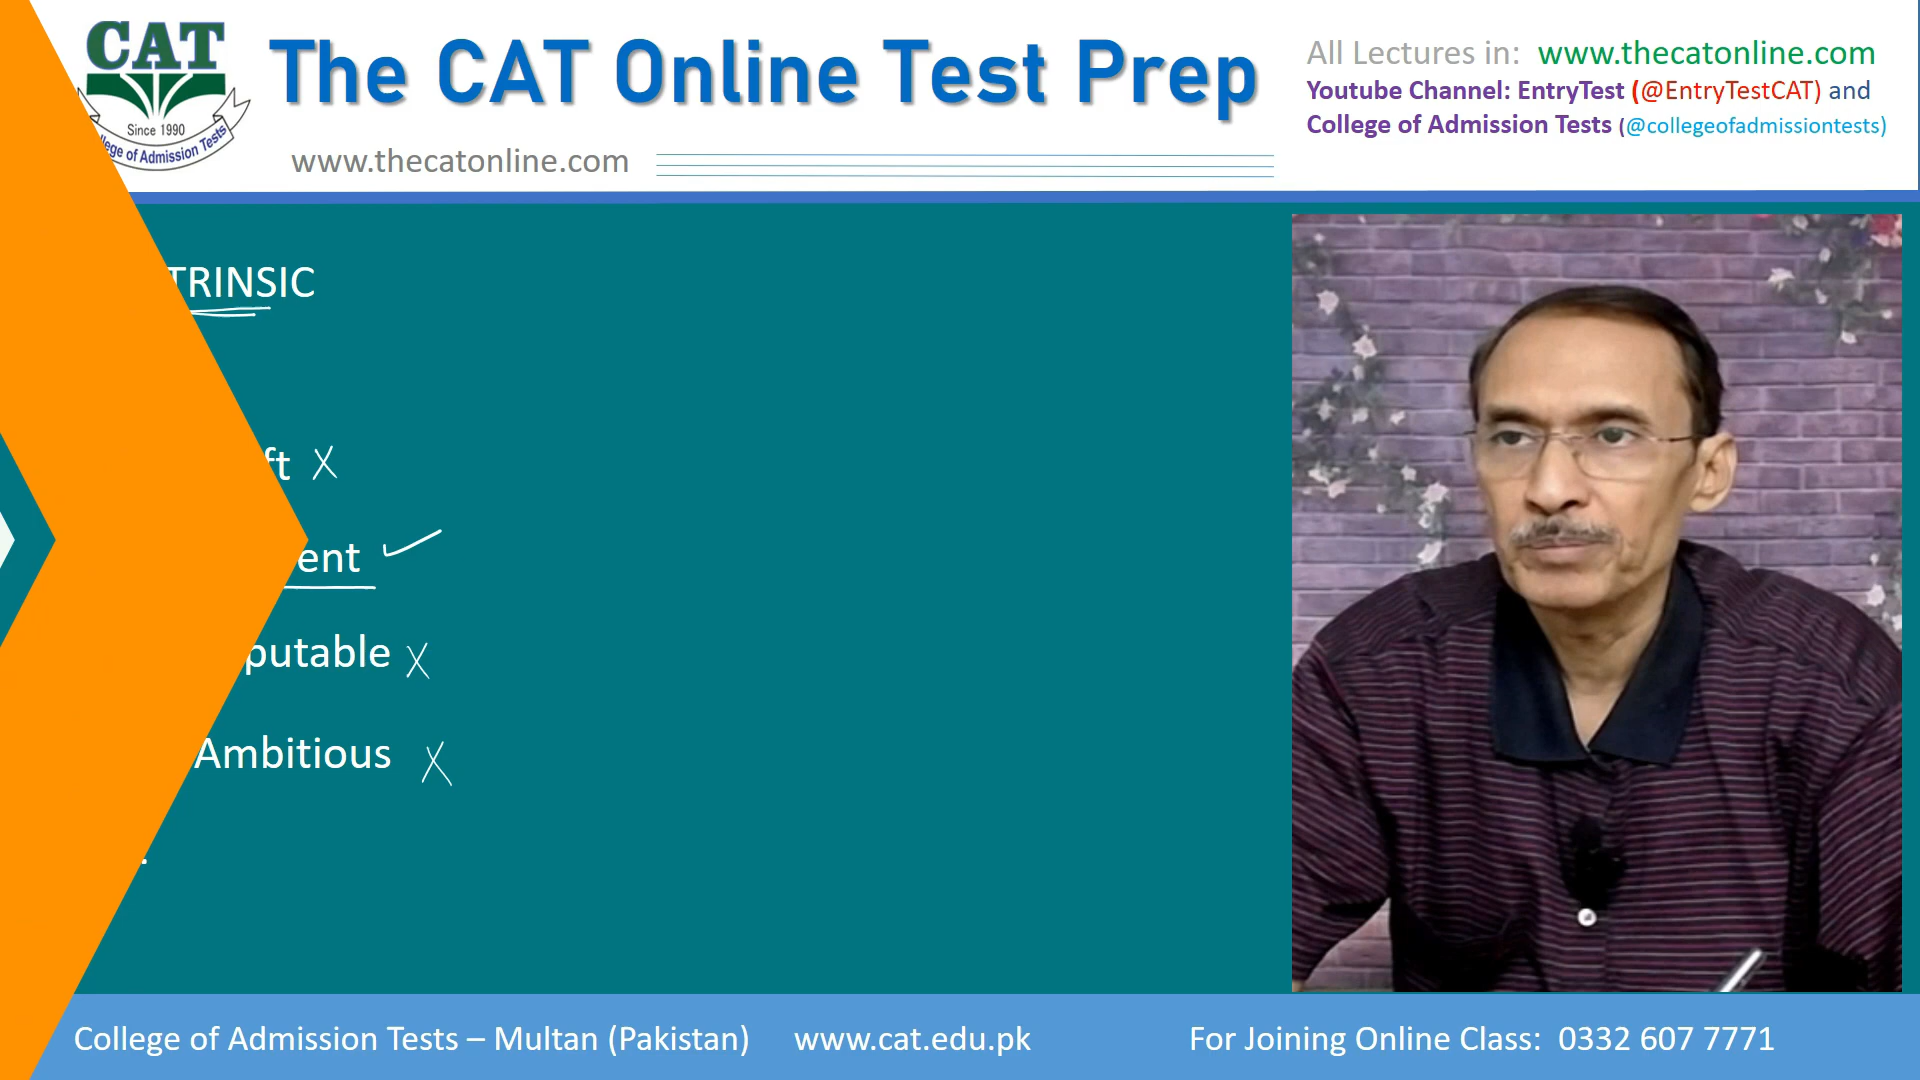 CAT
Since 1990
ege of Admission Tests
The CAT Online Test Prep
www.thecatonline.com
All Lectures in: www.thecatonline.com
Youtube Channel: EntryTest (@EntryTestCAT) and
College of Admission Tests (@collegeofadmissiontests)
TRINSIC
ft X
ent ✓
putable X
Ambitious X
College of Admission Tests – Multan (Pakistan) www.cat.edu.pk For Joining Online Class: 0332 607 7771